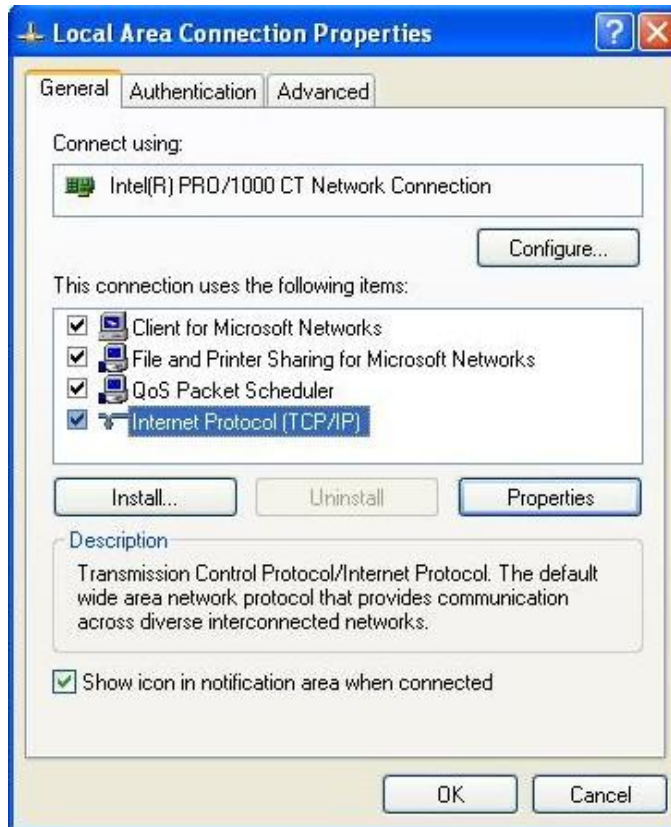 Local Area Connection Properties
General Authentication Advanced
Connect using:
Intel(R) PRO/1000 CT Network Connection
Configure...
This connection uses the following items:
Client for Microsoft Networks
File and Printer Sharing for Microsoft Networks
QoS Packet Scheduler
Internet Protocol (TCP/IP)
Install... Uninstall Properties
Description
Transmission Control Protocol/Internet Protocol. The default
wide area network protocol that provides communication
across diverse interconnected networks.
Show icon in notification area when connected
OK Cancel